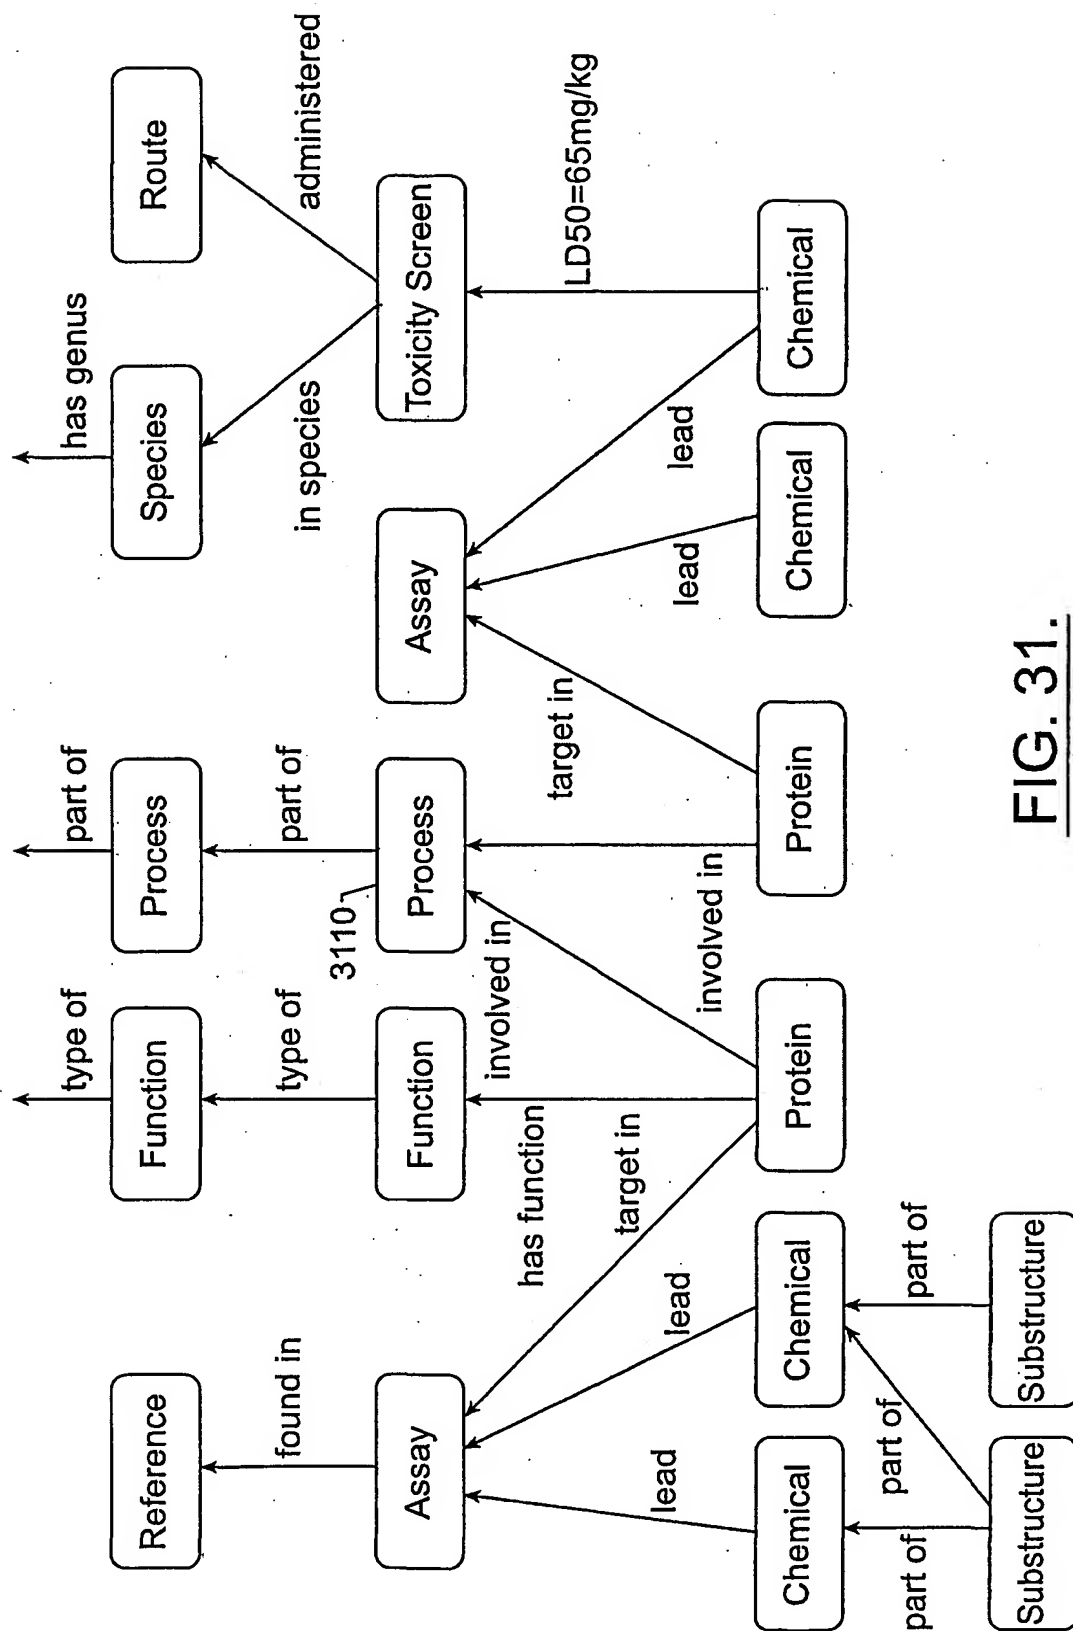 has genus
type of
part of
Reference
Function
Process
Species
Route
found in
type of
part of
in species
administered
3110
Assay
Function
Process
Assay
Toxicity Screen
lead
lead
has function
target in
involved in
involved in
target in
lead
lead
LD50=65mg/kg
Chemical
Chemical
Protein
Protein
Chemical
Chemical
part of
part of
part of
Substructure
Substructure
FIG. 31.